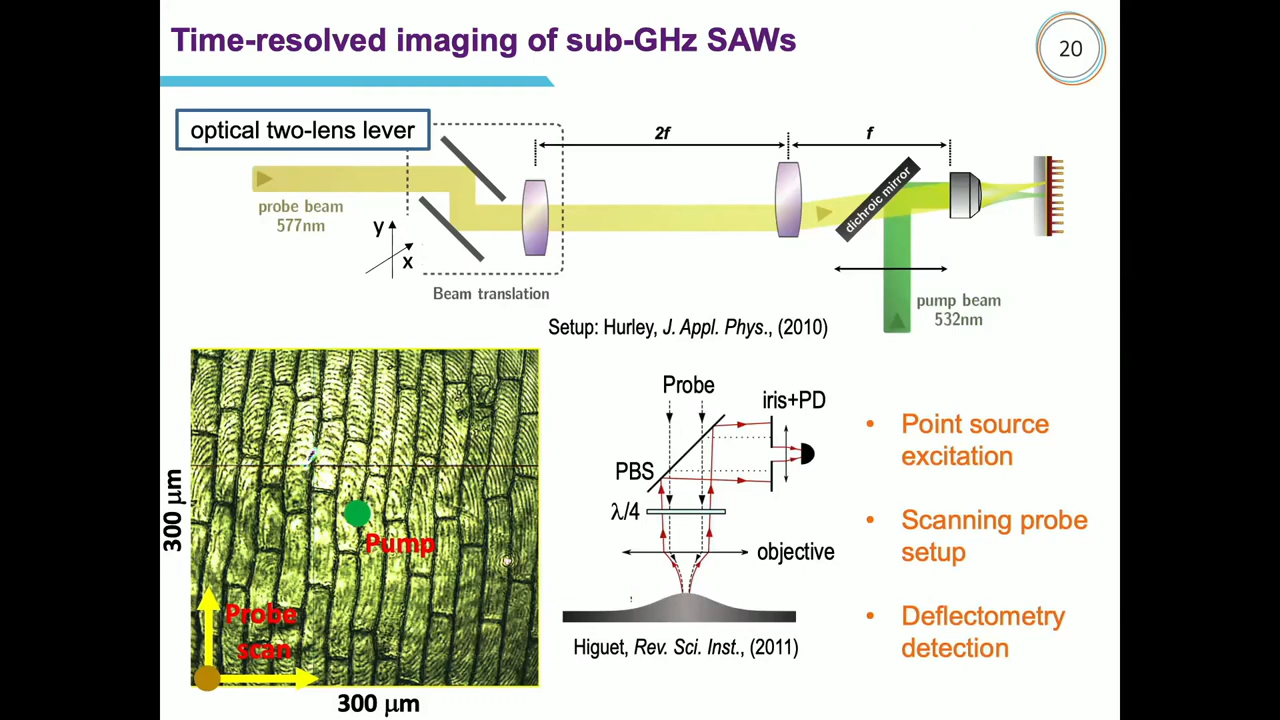 Time-resolved imaging of sub-GHz SAWs
20
optical two-lens lever
2f
f
probe beam
577nm
dichroic mirror
y
x
Beam translation
pump beam
532nm
Setup: Hurley, J. Appl. Phys., (2010)
300 μm
Pump
Probe
scan
300 μm
Probe
iris+PD
PBS
λ/4
objective
Higuet, Rev. Sci. Inst., (2011)
• Point source
excitation
• Scanning probe
setup
• Deflectometry
detection